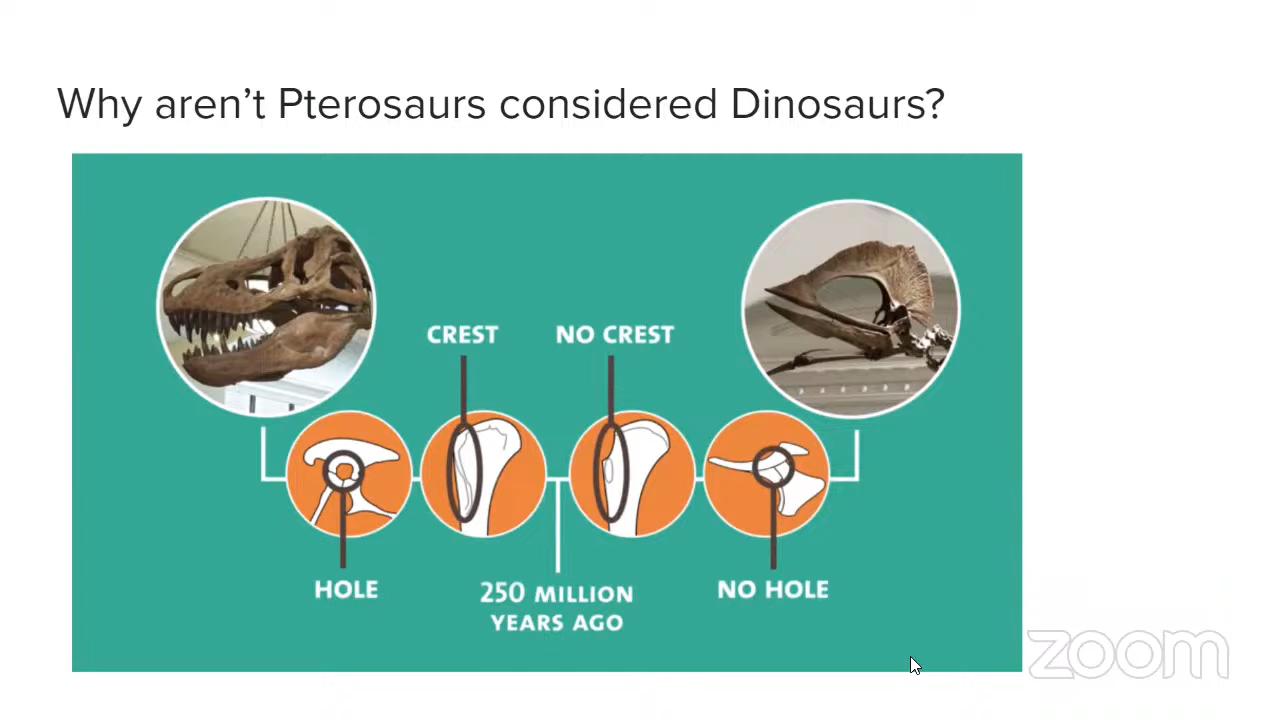 Why aren't Pterosaurs considered Dinosaurs?
CREST
NO CREST
HOLE
250 MILLION
YEARS AGO
NO HOLE
zoom